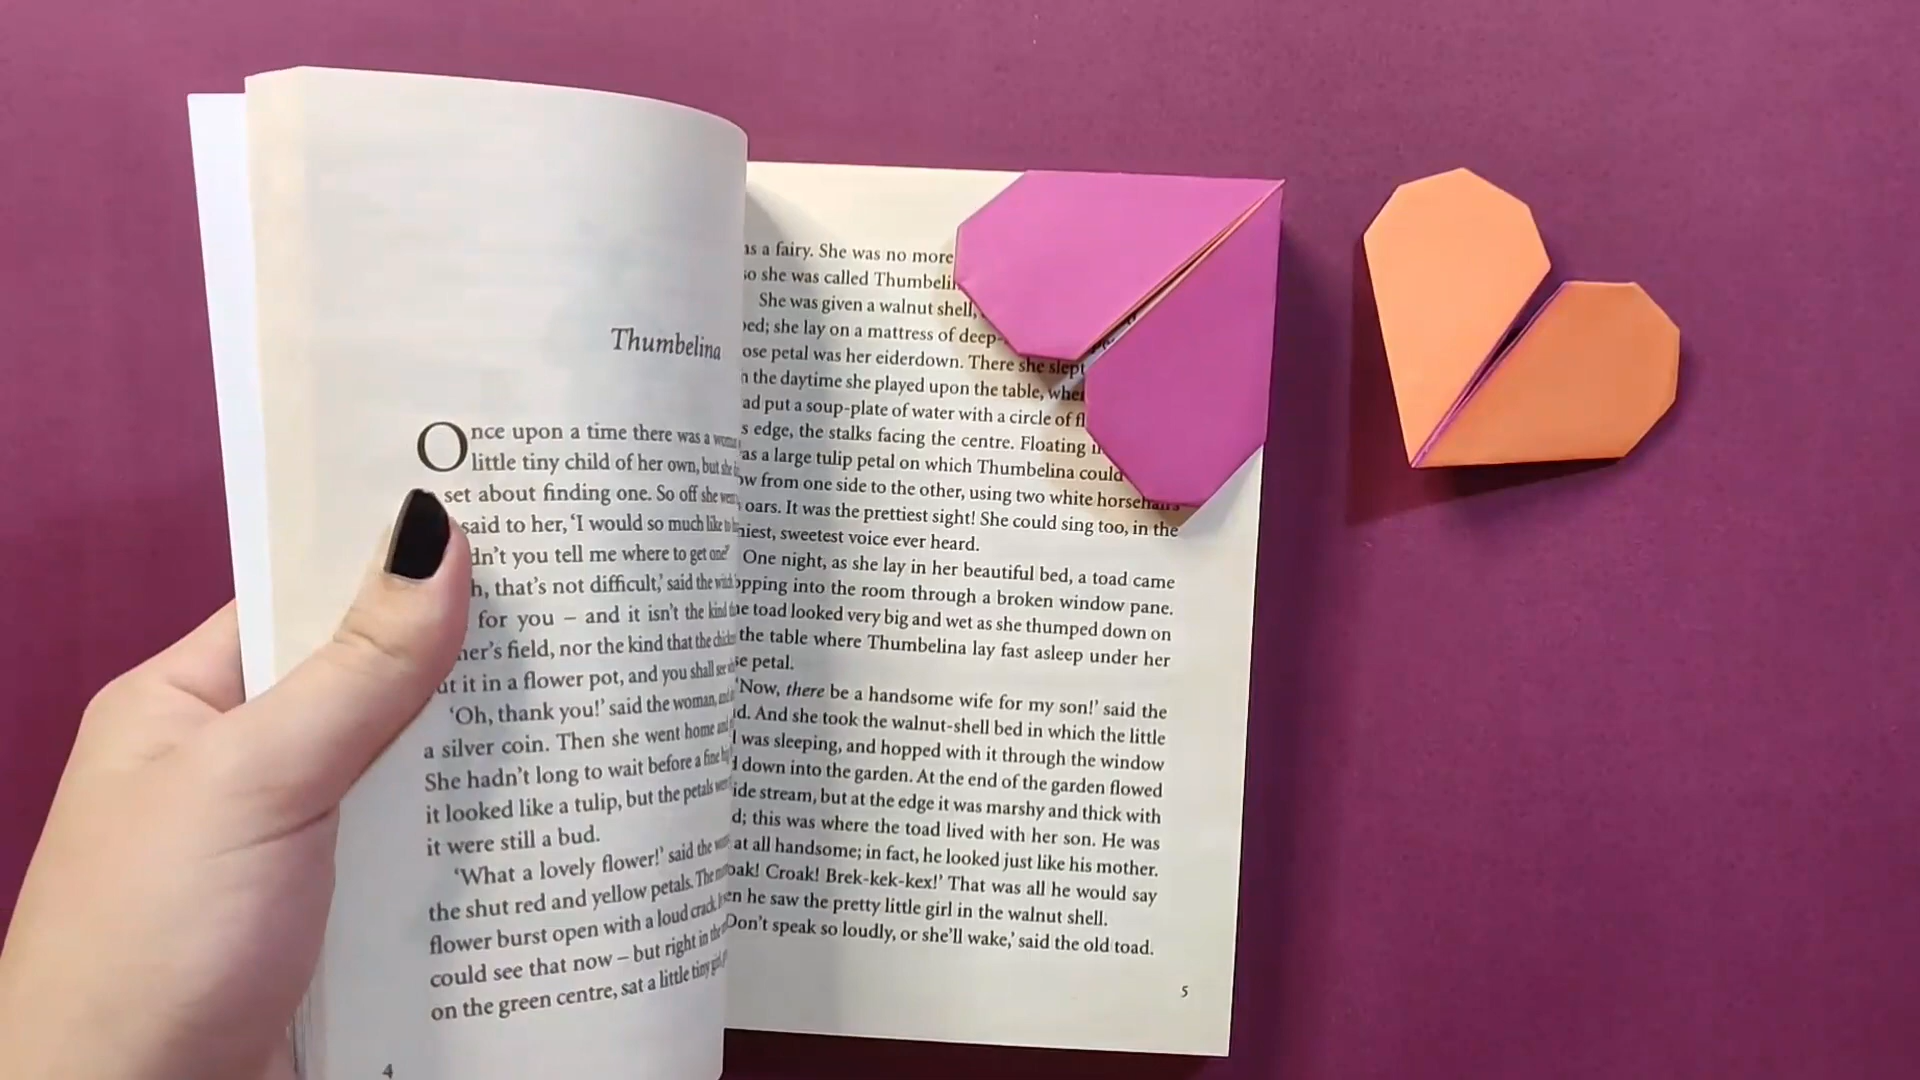 Thumbelina
Once upon a time there was a
little tiny child of her own, but she
set about finding one. So off she went
said to her, ‘I would so much like to
dn’t you tell me where to get one?’
h, that’s not difficult,’ said the witch
for you – and it isn’t the kind
er’s field, nor the kind that the
ut it in a flower pot, and you shall see
‘Oh, thank you!’ said the woman,
a silver coin. Then she went home and
She hadn’t long to wait before a fine
it looked like a tulip, but the petals were
it were still a bud.
‘What a lovely flower!’ said the
the shut red and yellow petals. The
flower burst open with a loud crack.
could see that now – but right in the
on the green centre, sat a little tiny
4
as a fairy. She was no more
so she was called Thumbelin
She was given a walnut shell,
bed; she lay on a mattress of deep-
ose petal was her eiderdown. There she slept
n the daytime she played upon the table, wher
ad put a soup-plate of water with a circle of fl
s edge, the stalks facing the centre. Floating
as a large tulip petal on which Thumbelina could
ow from one side to the other, using two white horsehairs
oars. It was the prettiest sight! She could sing too, in the
niest, sweetest voice ever heard.
One night, as she lay in her beautiful bed, a toad came
opping into the room through a broken window pane.
he toad looked very big and wet as she thumped down on
the table where Thumbelina lay fast asleep under her
se petal.
‘Now, there be a handsome wife for my son!’ said the
d. And she took the walnut-shell bed in which the little
l was sleeping, and hopped with it through the window
d down into the garden. At the end of the garden flowed
ide stream, but at the edge it was marshy and thick with
d; this was where the toad lived with her son. He was
at all handsome; in fact, he looked just like his mother.
oak! Croak! Brek-kek-kex!’ That was all he would say
en he saw the pretty little girl in the walnut shell.
Don’t speak so loudly, or she’ll wake,’ said the old toad.
5